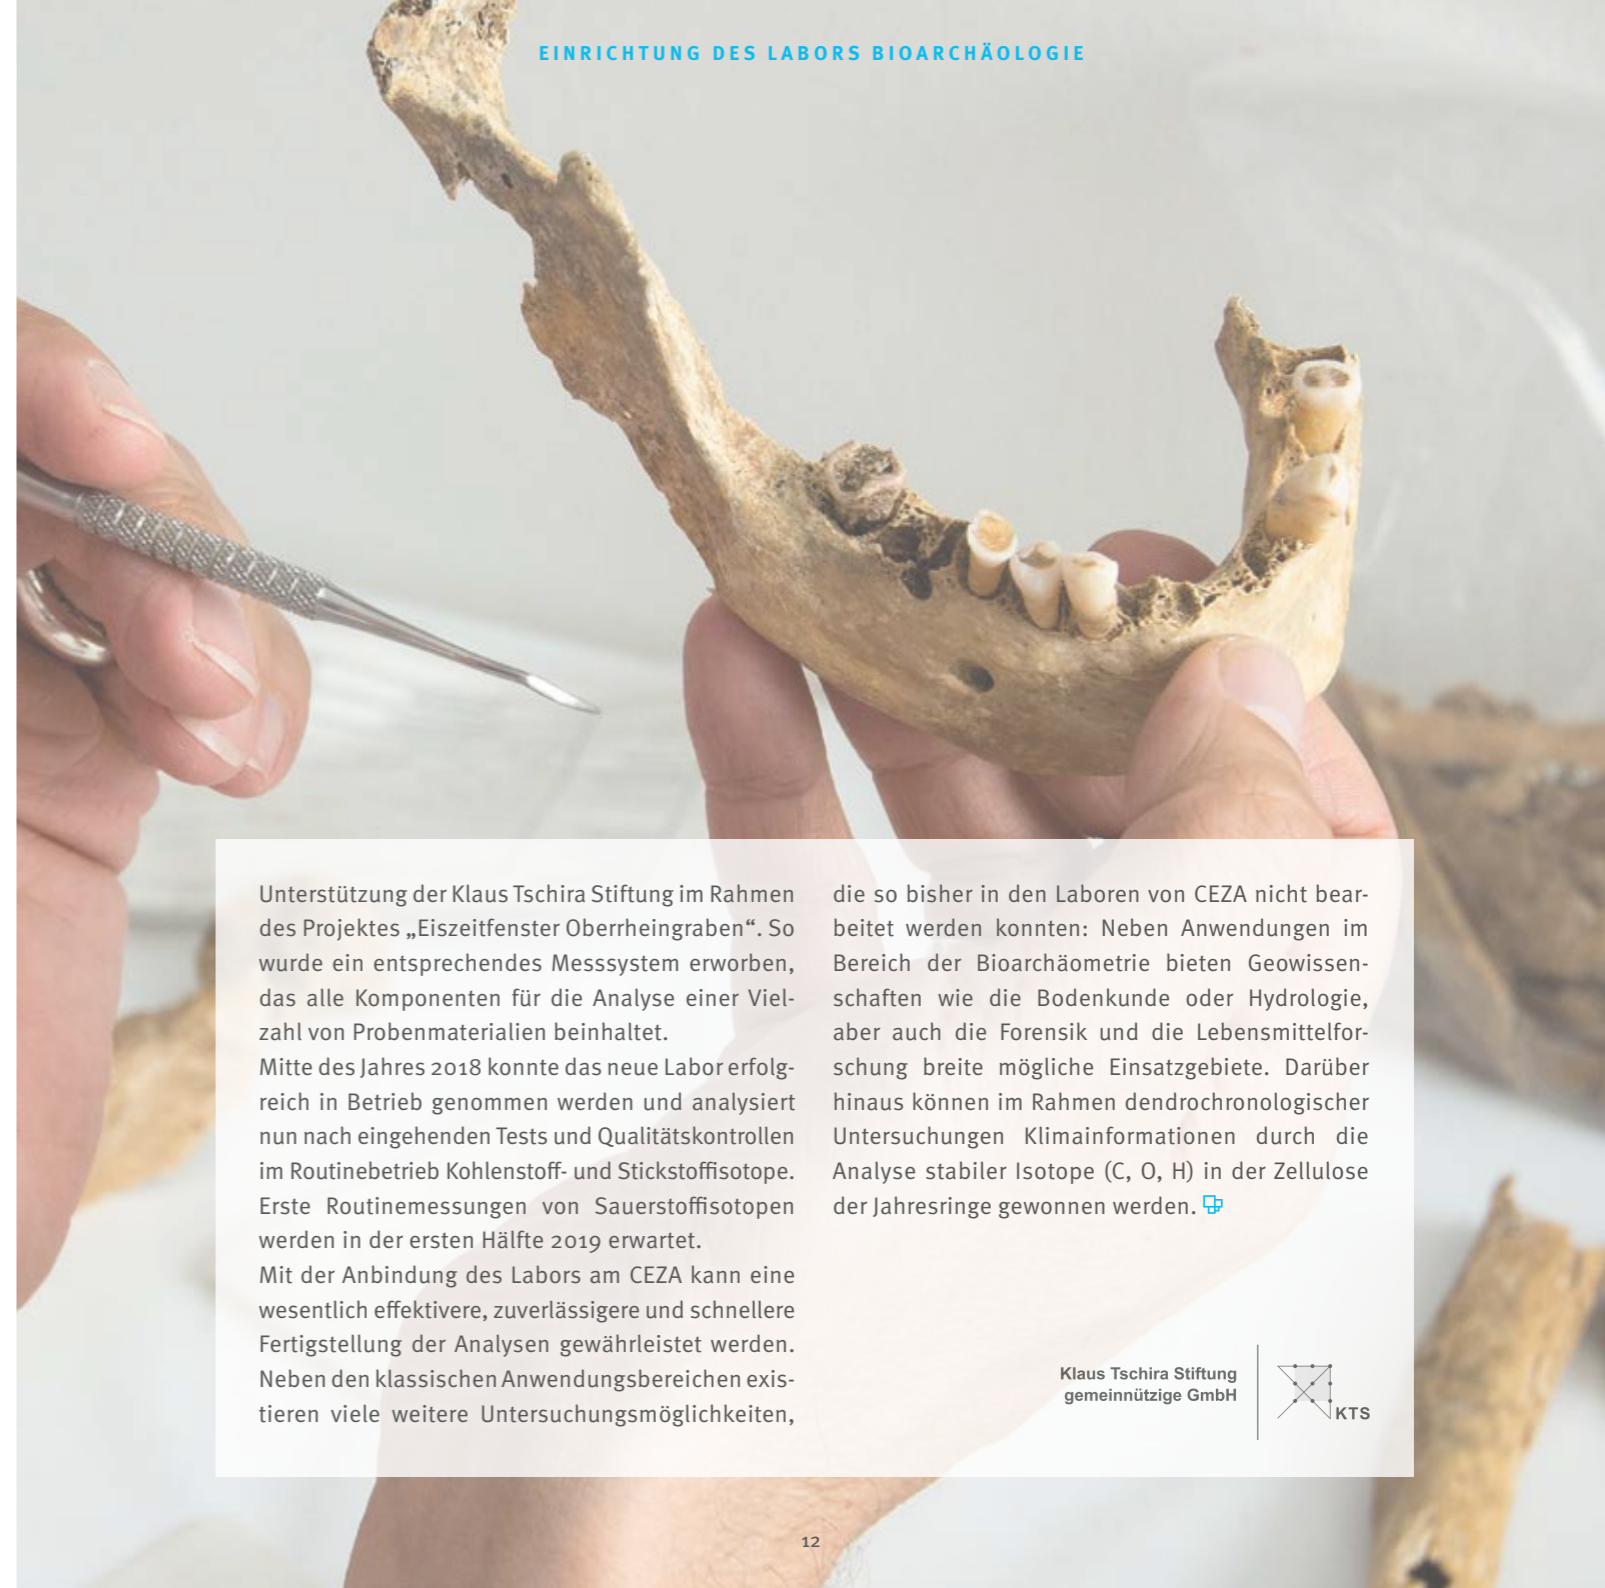 EINRICHTUNG DES LABORS BIOARCHÄOLOGIE
Unterstützung der Klaus Tschira Stiftung im Rahmen
des Projektes „Eiszeitfenster Oberrheingraben“. So
wurde ein entsprechendes Messsystem erworben,
das alle Komponenten für die Analyse einer Viel-
zahl von Probenmaterialien beinhaltet.
Mitte des Jahres 2018 konnte das neue Labor erfolg-
reich in Betrieb genommen werden und analysiert
nun nach eingehenden Tests und Qualitätskontrollen
im Routinebetrieb Kohlenstoff- und Stickstoffisotope.
Erste Routinemessungen von Sauerstoffisotopen
werden in der ersten Hälfte 2019 erwartet.
Mit der Anbindung des Labors am CEZA kann eine
wesentlich effektivere, zuverlässigere und schnellere
Fertigstellung der Analysen gewährleistet werden.
Neben den klassischen Anwendungsbereichen exis-
tieren viele weitere Untersuchungsmöglichkeiten,
die so bisher in den Laboren von CEZA nicht bear-
beitet werden konnten: Neben Anwendungen im
Bereich der Bioarchäometrie bieten Geowissen-
schaften wie die Bodenkunde oder Hydrologie,
aber auch die Forensik und die Lebensmittelfor-
schung breite mögliche Einsatzgebiete. Darüber
hinaus können im Rahmen dendrochronologischer
Untersuchungen Klimainformationen durch die
Analyse stabiler Isotope (C, O, H) in der Zellulose
der Jahresringe gewonnen werden.
Klaus Tschira Stiftung
gemeinnützige GmbH
KTS
12